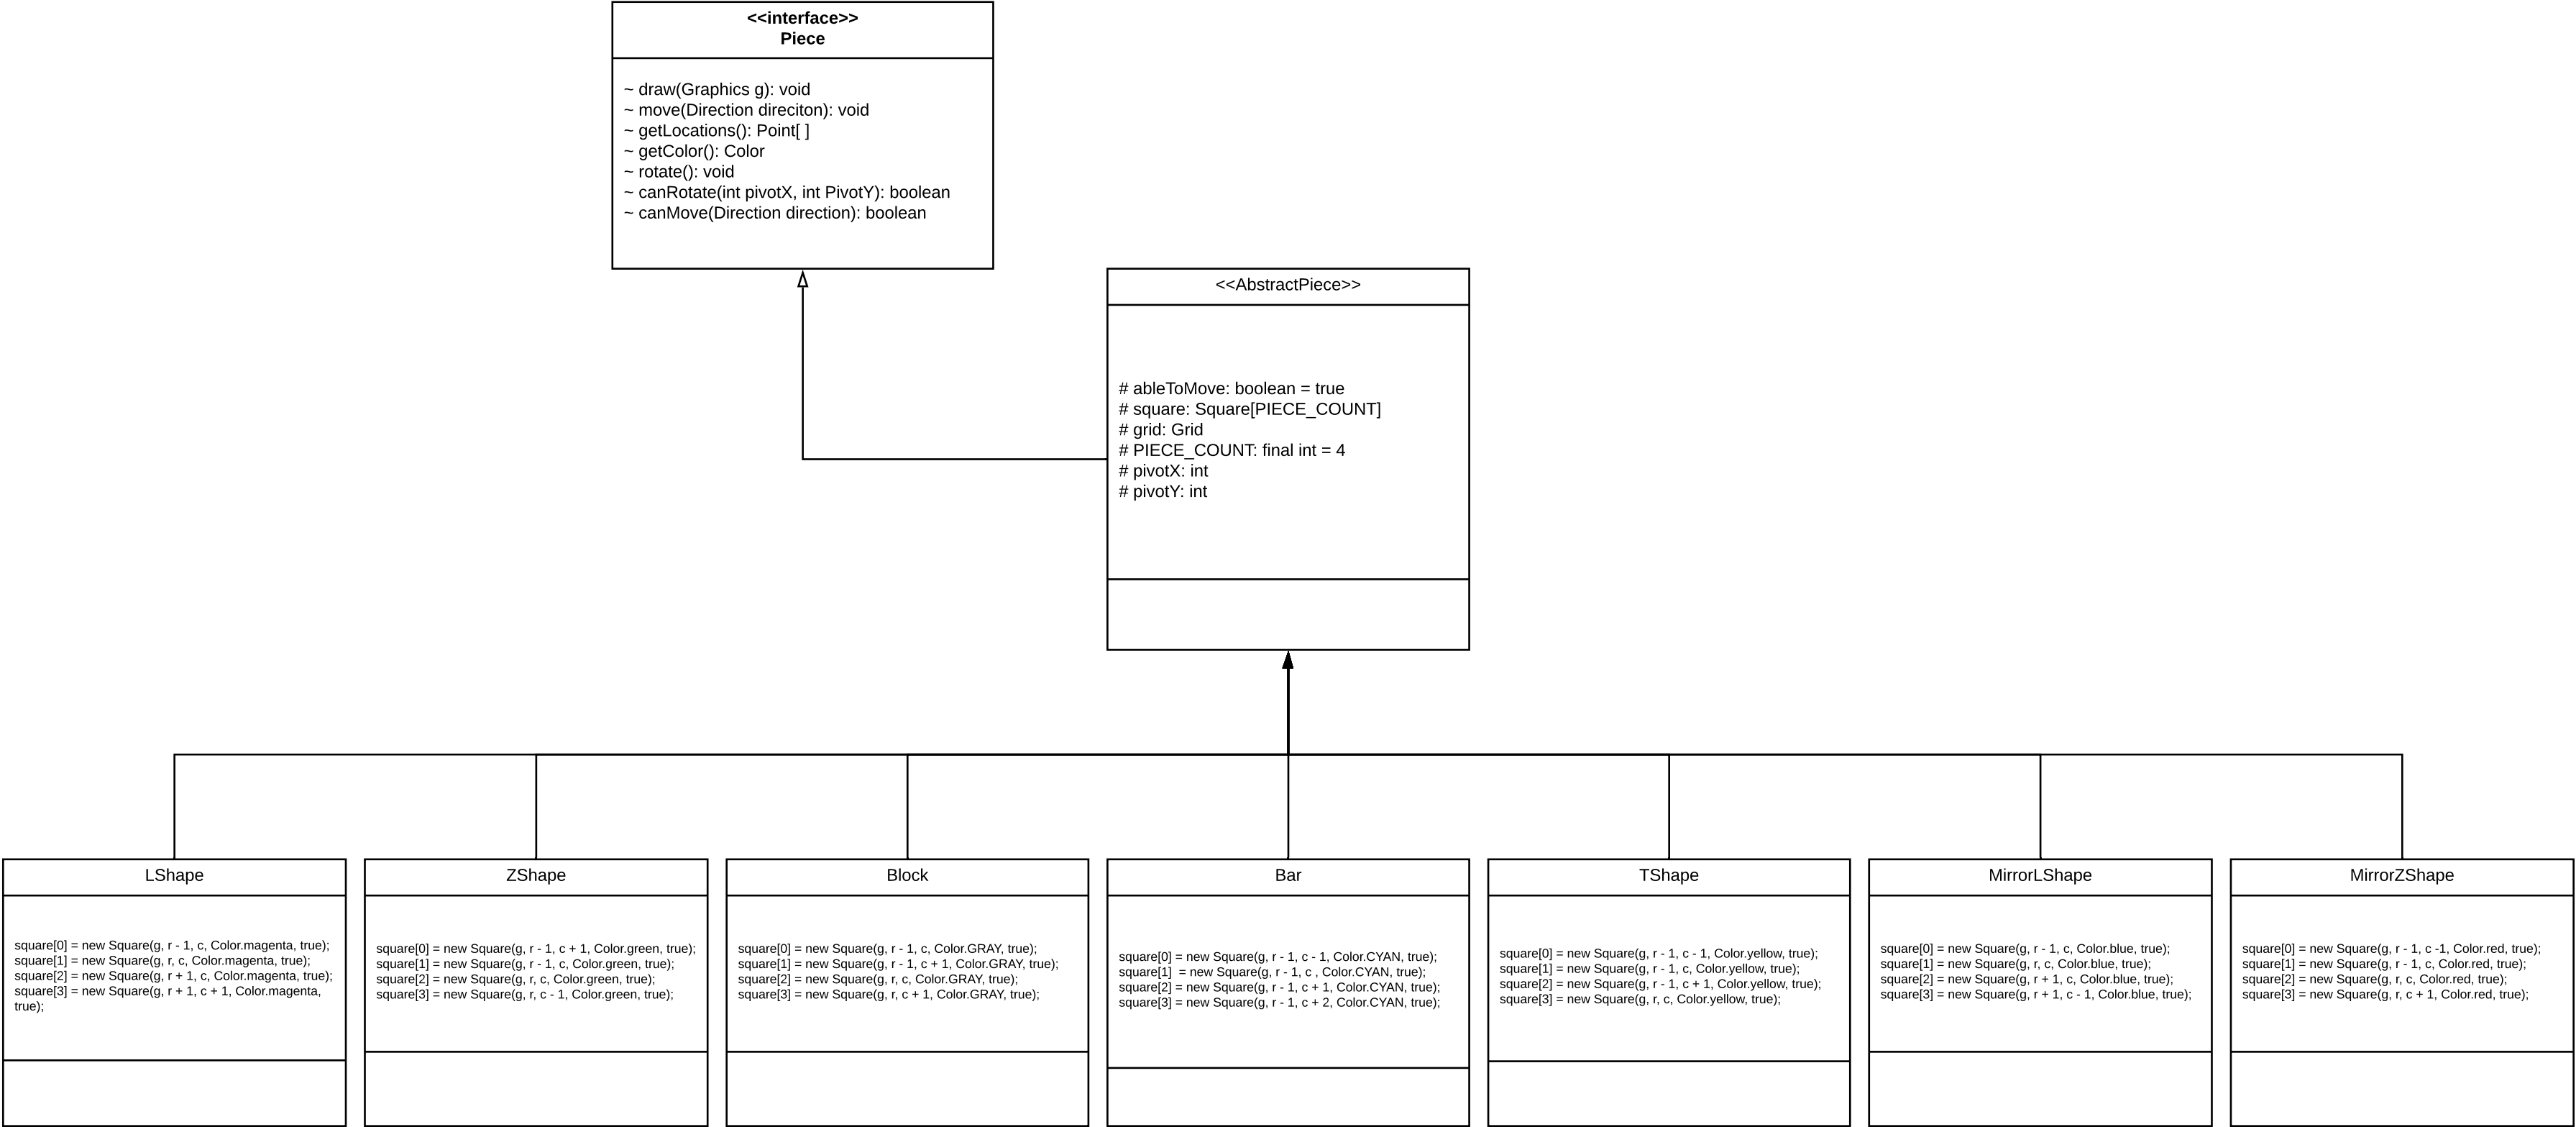 <<interface>>
Piece
~ draw(Graphics g): void
~ move(Direction direciton): void
~ getLocations(): Point[ ]
~ getColor(): Color
~ rotate(): void
~ canRotate(int pivotX, int PivotY): boolean
~ canMove(Direction direction): boolean
<<AbstractPiece>>
# ableToMove: boolean = true
# square: Square[PIECE_COUNT]
# grid: Grid
# PIECE_COUNT: final int = 4
# pivotX: int
# pivotY: int
LShape
square[0] = new Square(g, r - 1, c, Color.magenta, true);
square[1] = new Square(g, r, c, Color.magenta, true);
square[2] = new Square(g, r + 1, c, Color.magenta, true);
square[3] = new Square(g, r + 1, c + 1, Color.magenta,
true);
ZShape
square[0] = new Square(g, r - 1, c + 1, Color.green, true);
square[1] = new Square(g, r - 1, c, Color.green, true);
square[2] = new Square(g, r, c, Color.green, true);
square[3] = new Square(g, r, c - 1, Color.green, true);
Block
square[0] = new Square(g, r - 1, c, Color.GRAY, true);
square[1] = new Square(g, r - 1, c + 1, Color.GRAY, true);
square[2] = new Square(g, r, c, Color.GRAY, true);
square[3] = new Square(g, r, c + 1, Color.GRAY, true);
Bar
square[0] = new Square(g, r - 1, c - 1, Color.CYAN, true);
square[1]  = new Square(g, r - 1, c , Color.CYAN, true);
square[2] = new Square(g, r - 1, c + 1, Color.CYAN, true);
square[3] = new Square(g, r - 1, c + 2, Color.CYAN, true);
TShape
square[0] = new Square(g, r - 1, c - 1, Color.yellow, true);
square[1] = new Square(g, r - 1, c, Color.yellow, true);
square[2] = new Square(g, r - 1, c + 1, Color.yellow, true);
square[3] = new Square(g, r, c, Color.yellow, true);
MirrorLShape
square[0] = new Square(g, r - 1, c, Color.blue, true);
square[1] = new Square(g, r, c, Color.blue, true);
square[2] = new Square(g, r + 1, c, Color.blue, true);
square[3] = new Square(g, r + 1, c - 1, Color.blue, true);
MirrorZShape
square[0] = new Square(g, r - 1, c -1, Color.red, true);
square[1] = new Square(g, r - 1, c, Color.red, true);
square[2] = new Square(g, r, c, Color.red, true);
square[3] = new Square(g, r, c + 1, Color.red, true);